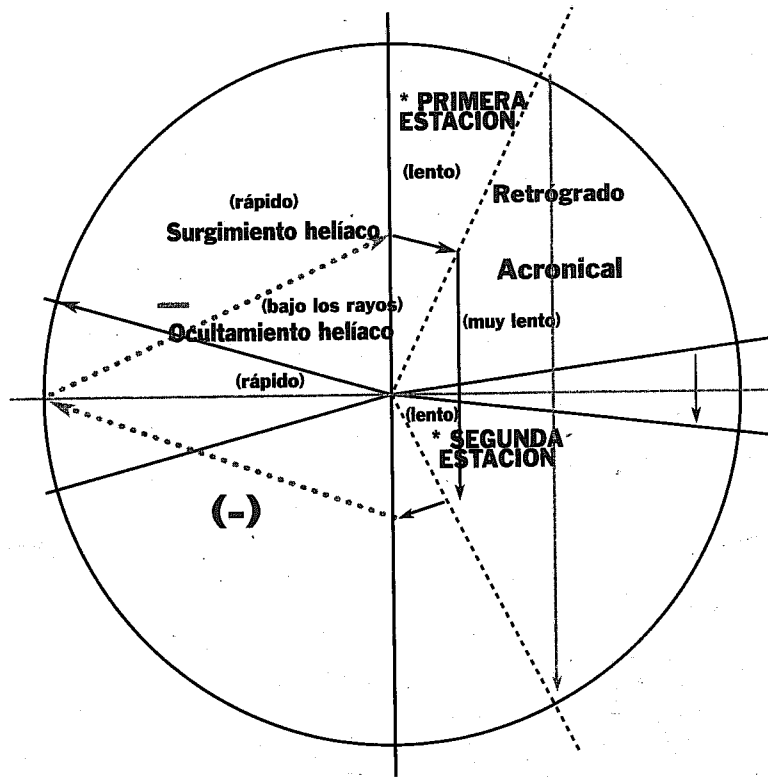 * PRIMERA
ESTACION
(lento)
Retrógrado
(rápido)
Surgimiento helíaco
Acronical
(bajo los rayos)
(muy lento)
Ocultamiento helíaco
(rápido)
(lento)
* SEGUNDA
ESTACION
(-)